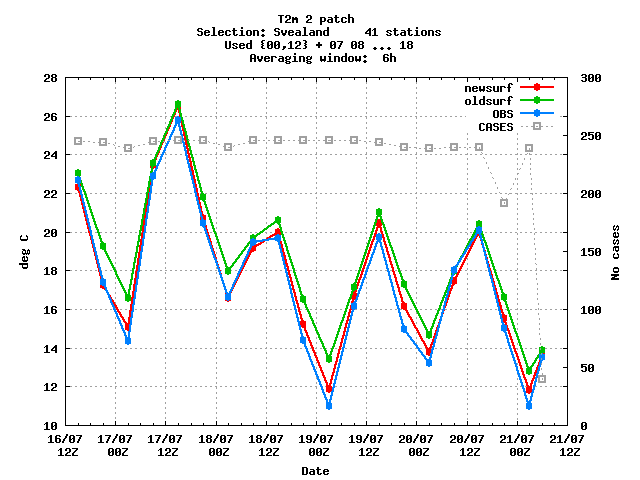 T2m 2 patch
Selection: Svealand     41 stations
Used {00,12} + 07 08 ... 18
Averaging window:  6h
newsurf
oldsurf
OBS
CASES
28
26
24
22
20
18
16
14
12
10
300
250
200
150
100
50
0
deg C
No cases
16/07 17/07 17/07 18/07 18/07 19/07 19/07 20/07 20/07 21/07 21/07
12Z 00Z 12Z 00Z 12Z 00Z 12Z 00Z 12Z 00Z 12Z
Date